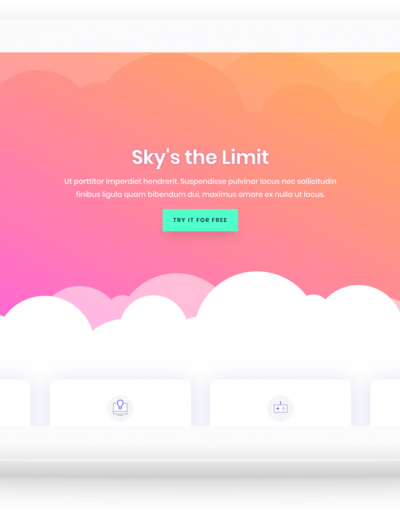 Sky's the Limit
Ut porttitor imperdiet hendrerit. Suspendisse pulvinar lacus nec sollicitudin
finibus ligula quam bibendum dui, maximus ornare ex nulla ut lacus.
TRY IT FOR FREE